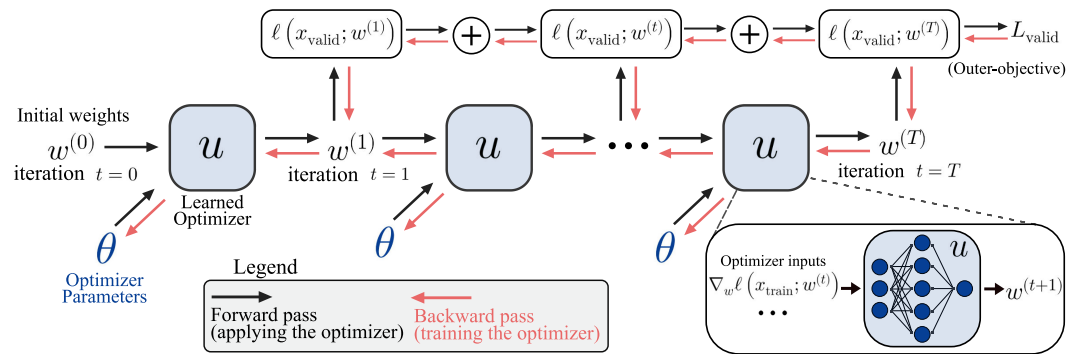 ℓ (x_valid; w^(1))
+
ℓ (x_valid; w^(t))
+
ℓ (x_valid; w^(T))
L_valid
(Outer-objective)
Initial weights
w^(0)
iteration t = 0
u
Learned
Optimizer
w^(1)
iteration t = 1
u
•••
u
w^(T)
iteration t = T
θ
Optimizer
Parameters
θ
θ
Legend
Forward pass
(applying the optimizer)
Backward pass
(training the optimizer)
Optimizer inputs
∇_w ℓ (x_train; w^(t))
•••
u
w^(t+1)